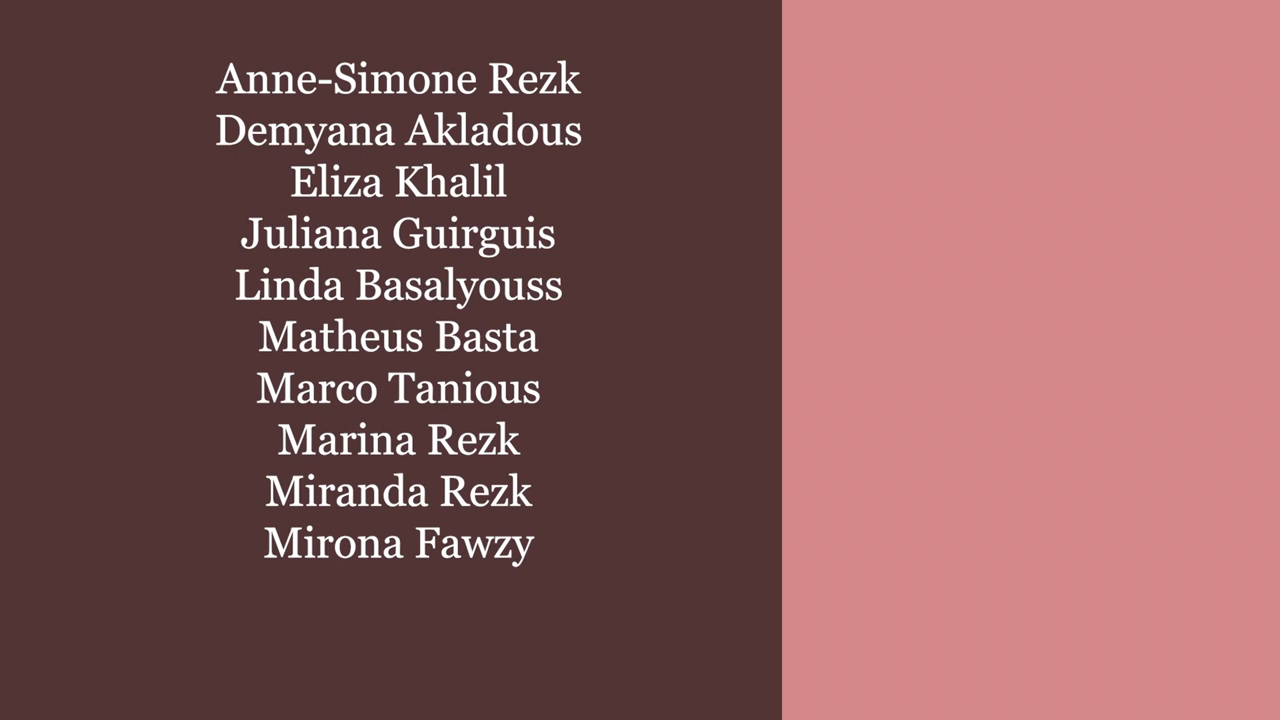 Anne-Simone Rezk
Demyana Akladous
Eliza Khalil
Juliana Guirguis
Linda Basalyouss
Matheus Basta
Marco Tanious
Marina Rezk
Miranda Rezk
Mirona Fawzy